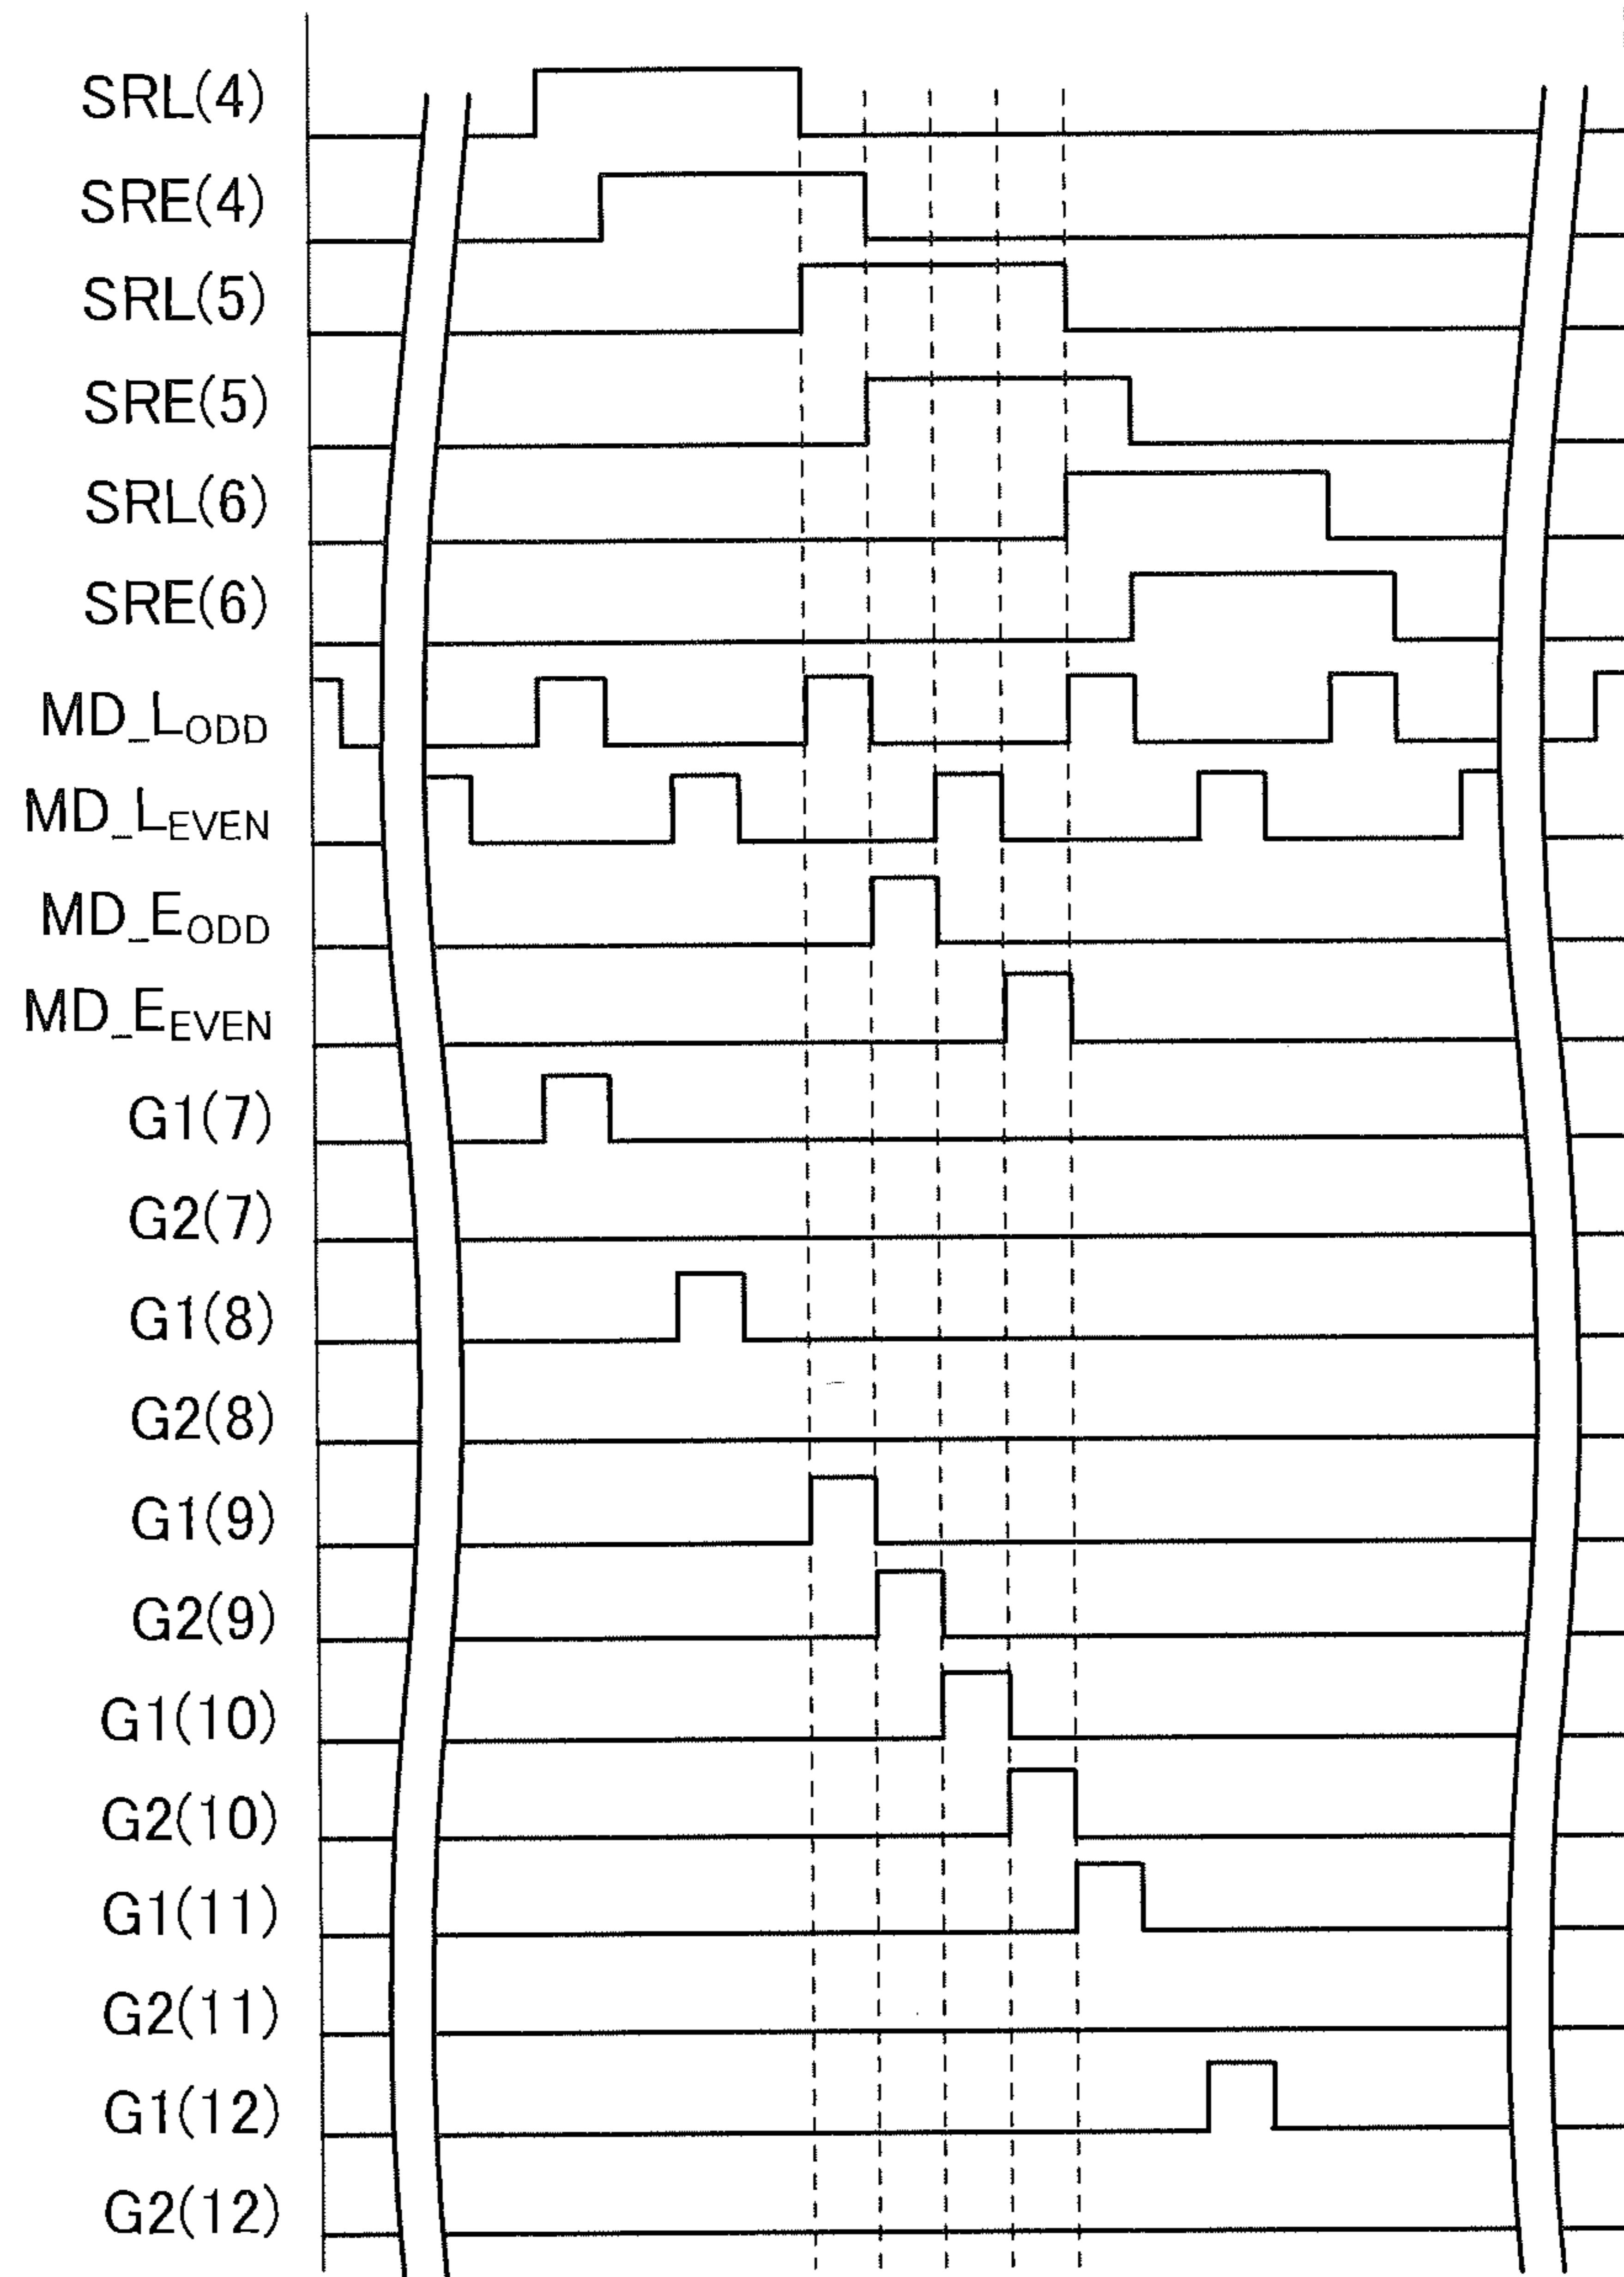 SRL(4)
SRE(4)
SRL(5)
SRE(5)
SRL(6)
SRE(6)
MD_LODD
MD_LEVEN
MD_EODD
MD_EEVEN
G1(7)
G2(7)
G1(8)
G2(8)
G1(9)
G2(9)
G1(10)
G2(10)
G1(11)
G2(11)
G1(12)
G2(12)